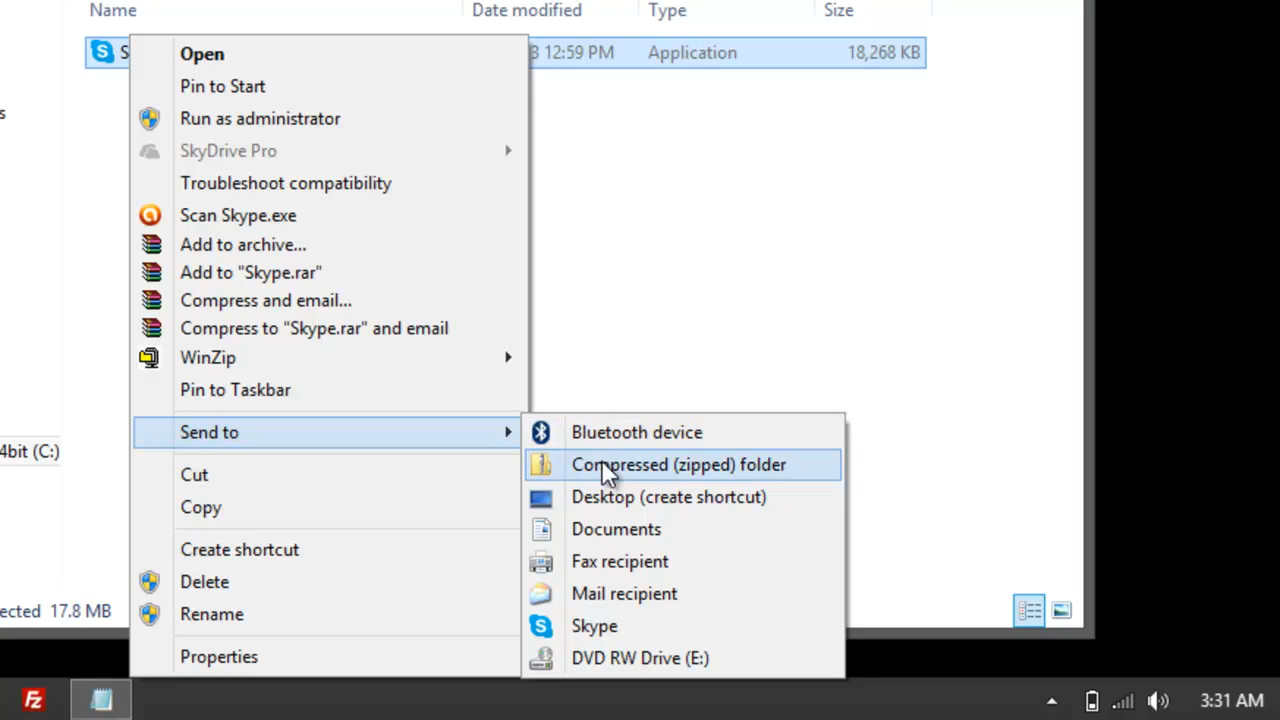 Name Date modified Type Size
S 12:59 PM Application 18,268 KB
Open
Pin to Start
s
Run as administrator
SkyDrive Pro
Troubleshoot compatibility
Scan Skype.exe
Add to archive...
Add to "Skype.rar"
Compress and email...
Compress to "Skype.rar" and email
WinZip
Pin to Taskbar
Send to
Bluetooth device
4bit (C:)
Compressed (zipped) folder
Cut
Desktop (create shortcut)
Copy
Documents
Create shortcut
Fax recipient
Delete
Mail recipient
ected 17.8 MB
Rename
Skype
Properties
DVD RW Drive (E:)
Fz
3:31 AM